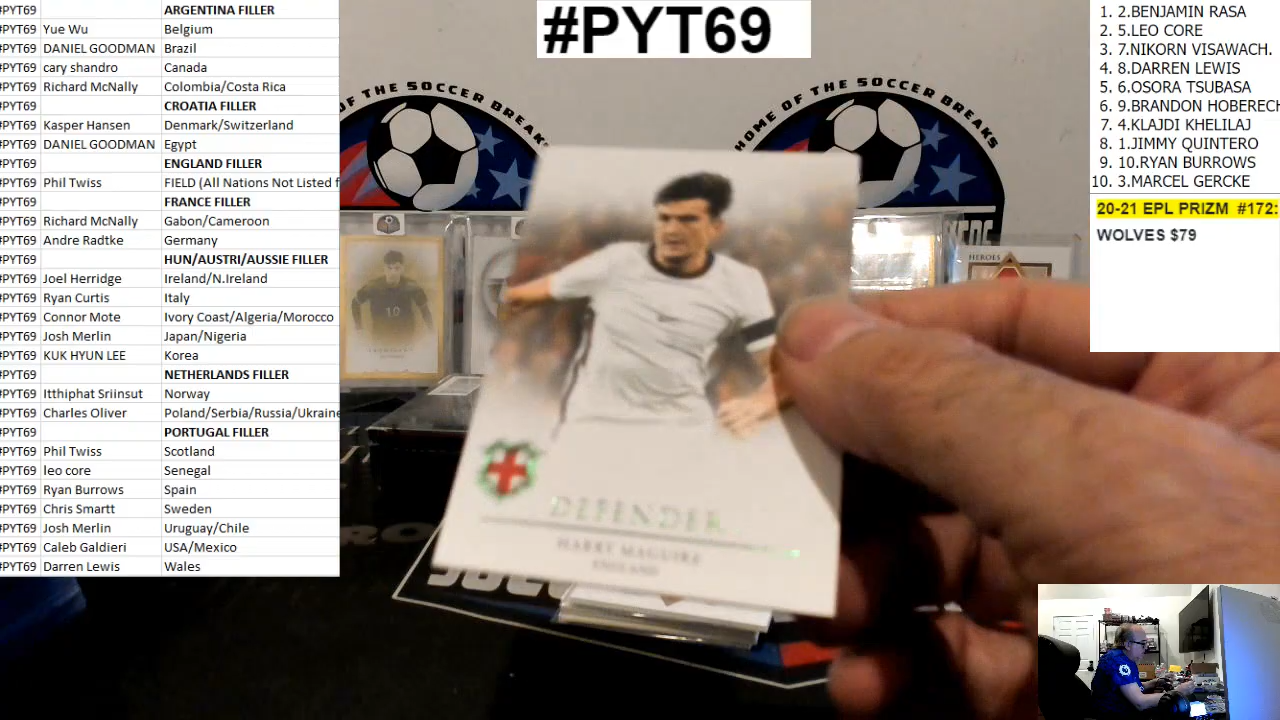 #PYT69 ARGENTINA FILLER
#PYT69 Yue Wu Belgium
#PYT69 DANIEL GOODMAN Brazil
#PYT69 cary shandro Canada
#PYT69 Richard McNally Colombia/Costa Rica
#PYT69 CROATIA FILLER
#PYT69 Kasper Hansen Denmark/Switzerland
#PYT69 DANIEL GOODMAN Egypt
#PYT69 ENGLAND FILLER
#PYT69 Phil Twiss FIELD (All Nations Not Listed f
#PYT69 FRANCE FILLER
#PYT69 Richard McNally Gabon/Cameroon
#PYT69 Andre Radtke Germany
#PYT69 HUN/AUSTRI/AUSSIE FILLER
#PYT69 Joel Herridge Ireland/N.Ireland
#PYT69 Ryan Curtis Italy
#PYT69 Connor Mote Ivory Coast/Algeria/Morocco
#PYT69 Josh Merlin Japan/Nigeria
#PYT69 KUK HYUN LEE Korea
#PYT69 NETHERLANDS FILLER
#PYT69 Itthiphat Sriinsut Norway
#PYT69 Charles Oliver Poland/Serbia/Russia/Ukraine
#PYT69 PORTUGAL FILLER
#PYT69 Phil Twiss Scotland
#PYT69 leo core Senegal
#PYT69 Ryan Burrows Spain
#PYT69 Chris Smartt Sweden
#PYT69 Josh Merlin Uruguay/Chile
#PYT69 Caleb Galdieri USA/Mexico
#PYT69 Darren Lewis Wales
#PYT69
OF THE SOCCER BREAKS
HOME OF THE SOCCER BREAKS
HEROES
10
DEFENDER
HARRY MAGUIRE
ENGLAND
1. 2.BENJAMIN RASA
2. 5.LEO CORE
3. 7.NIKORN VISAWACH.
4. 8.DARREN LEWIS
5. 6.OSORA TSUBASA
6. 9.BRANDON HOBERECH
7. 4.KLAJDI KHELILAJ
8. 1.JIMMY QUINTERO
9. 10.RYAN BURROWS
10. 3.MARCEL GERCKE
20-21 EPL PRIZM #172:
WOLVES $79